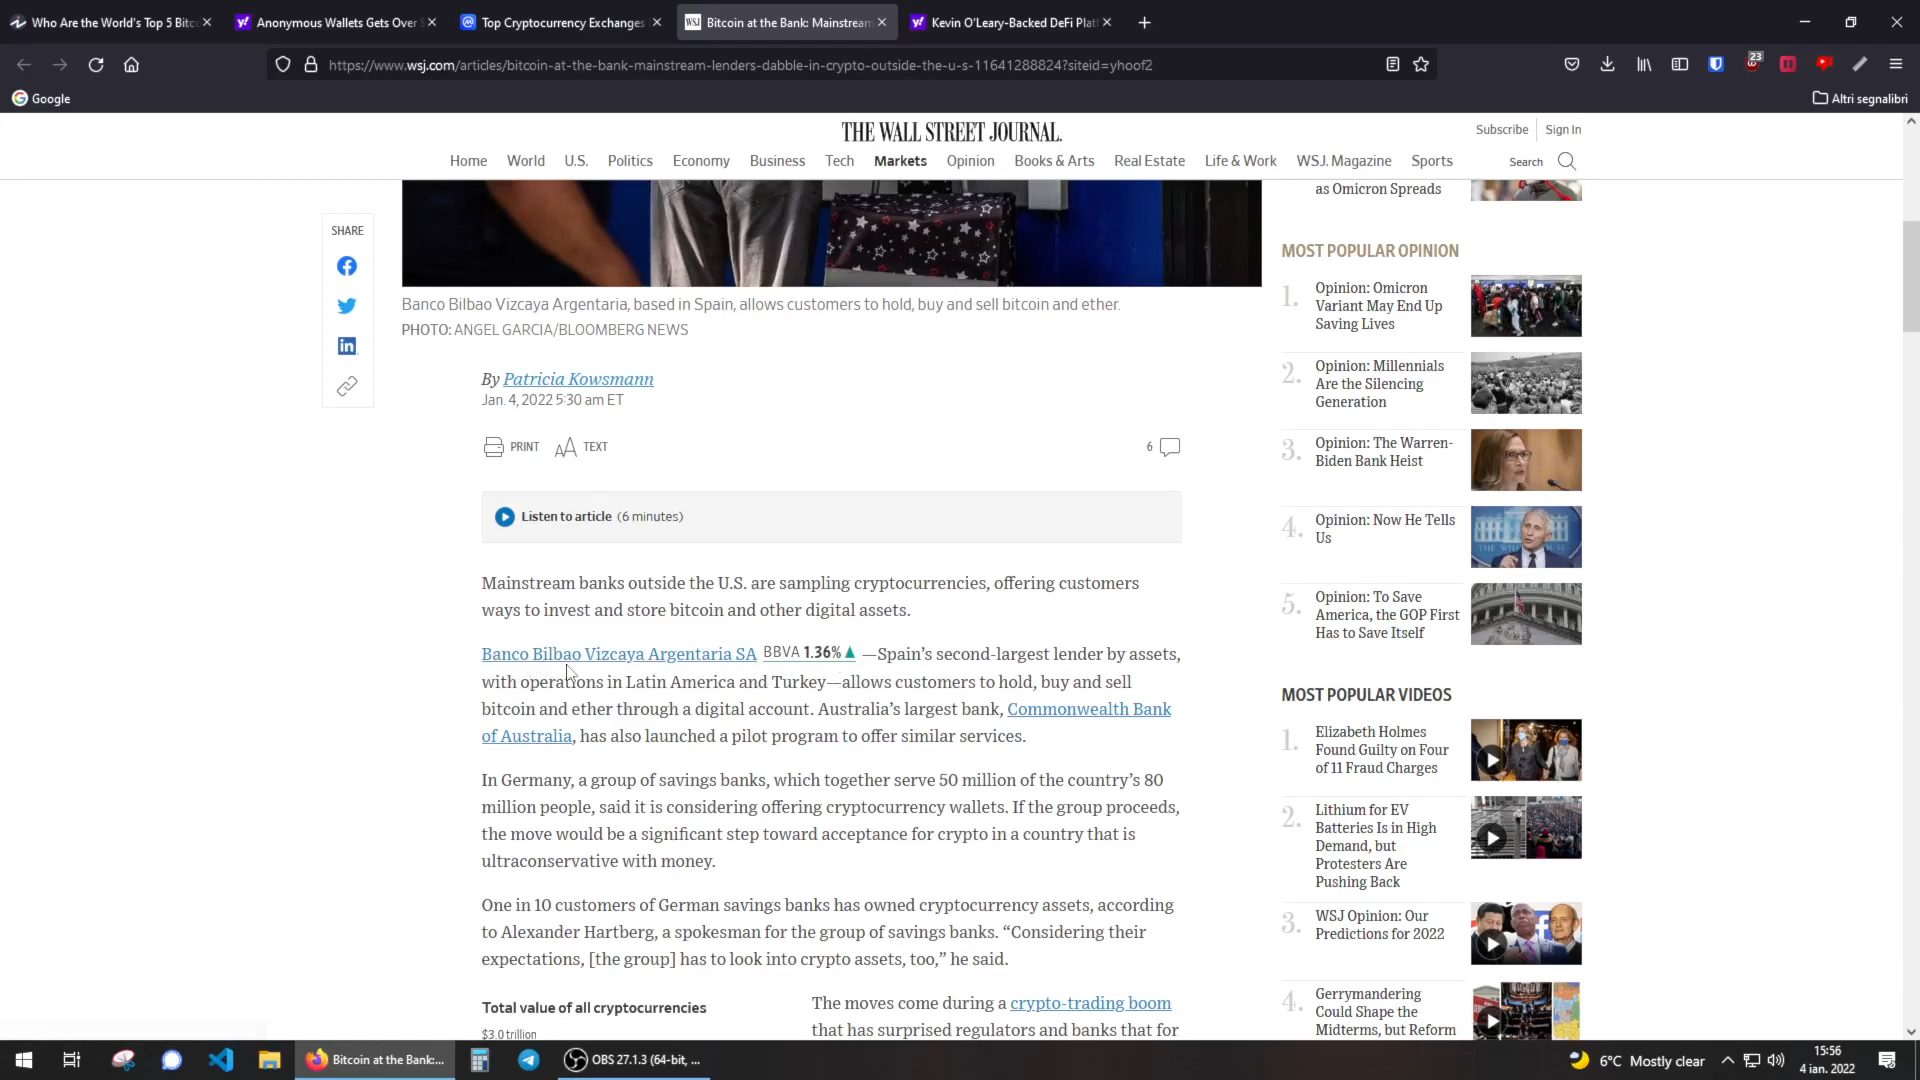 Who Are the World's Top 5 Bitco
Anonymous Wallets Gets Over
Top Cryptocurrency Exchanges
WSJ
Bitcoin at the Bank: Mainstream
Kevin O'Leary-Backed DeFi Plat
https://www.wsj.com/articles/bitcoin-at-the-bank-mainstream-lenders-dabble-in-crypto-outside-the-u-s-11641288824?siteid=yhoof2
23
Google
Altri segnalibri
THE WALL STREET JOURNAL.
Subscribe
Sign In
Home World U.S. Politics Economy Business Tech Markets Opinion Books & Arts Real Estate Life & Work WSJ. Magazine Sports
Search
SHARE
Banco Bilbao Vizcaya Argentaria, based in Spain, allows customers to hold, buy and sell bitcoin and ether.
PHOTO: ANGEL GARCIA/BLOOMBERG NEWS
By Patricia Kowsmann
Jan. 4, 2022 5:30 am ET
PRINT
TEXT
6
Listen to article (6 minutes)
Mainstream banks outside the U.S. are sampling cryptocurrencies, offering customers
ways to invest and store bitcoin and other digital assets.
Banco Bilbao Vizcaya Argentaria SA BBVA 1.36% —Spain's second-largest lender by assets,
with operations in Latin America and Turkey—allows customers to hold, buy and sell
bitcoin and ether through a digital account. Australia's largest bank, Commonwealth Bank
of Australia, has also launched a pilot program to offer similar services.
In Germany, a group of savings banks, which together serve 50 million of the country's 80
million people, said it is considering offering cryptocurrency wallets. If the group proceeds,
the move would be a significant step toward acceptance for crypto in a country that is
ultraconservative with money.
One in 10 customers of German savings banks has owned cryptocurrency assets, according
to Alexander Hartberg, a spokesman for the group of savings banks. “Considering their
expectations, [the group] has to look into crypto assets, too,” he said.
Total value of all cryptocurrencies
$3.0 trillion
The moves come during a crypto-trading boom
that has surprised regulators and banks that for
as Omicron Spreads
MOST POPULAR OPINION
1.
Opinion: Omicron
Variant May End Up
Saving Lives
2.
Opinion: Millennials
Are the Silencing
Generation
3.
Opinion: The Warren-
Biden Bank Heist
4.
Opinion: Now He Tells
Us
5.
Opinion: To Save
America, the GOP First
Has to Save Itself
MOST POPULAR VIDEOS
1.
Elizabeth Holmes
Found Guilty on Four
of 11 Fraud Charges
2.
Lithium for EV
Batteries Is in High
Demand, but
Protesters Are
Pushing Back
3.
WSJ Opinion: Our
Predictions for 2022
4.
Gerrymandering
Could Shape the
Midterms, but Reform
Bitcoin at the Bank:...
OBS 27.1.3 (64-bit, ...
6°C Mostly clear
15:56
4 ian. 2022